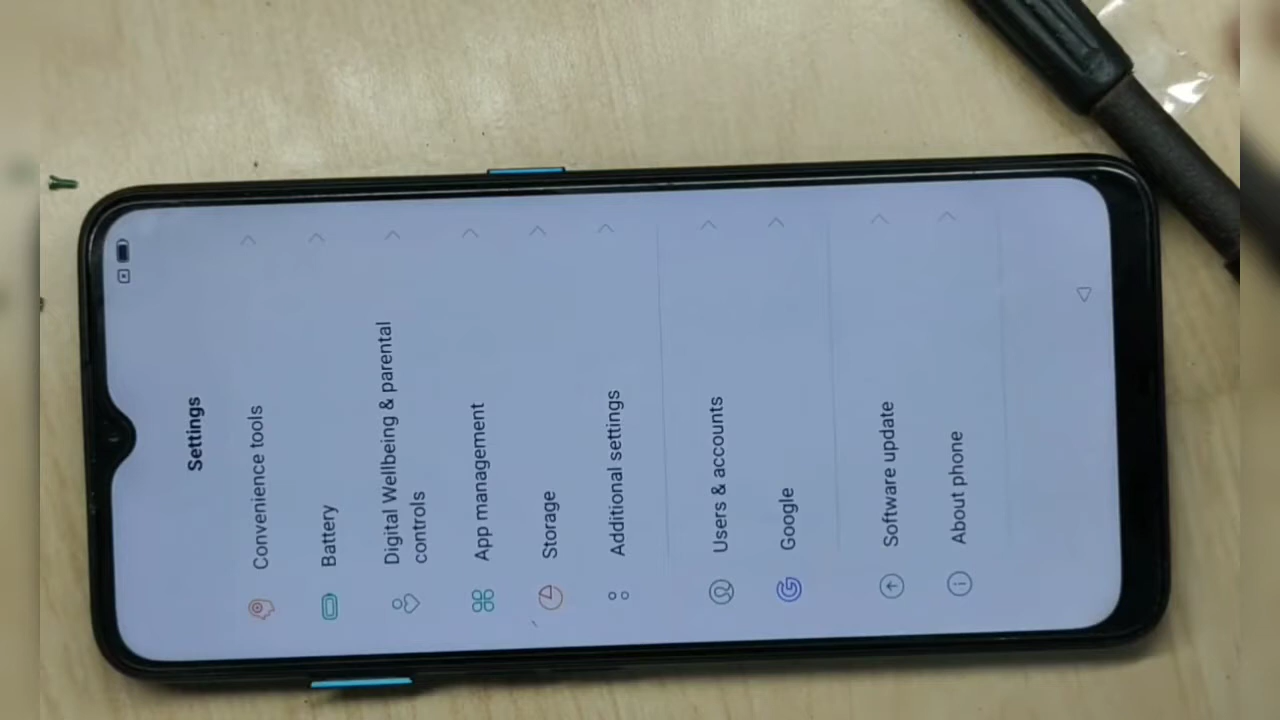 Settings
Convenience tools
Battery
Digital Wellbeing & parental
controls
App management
Storage
Additional settings
Users & accounts
Google
Software update
About phone